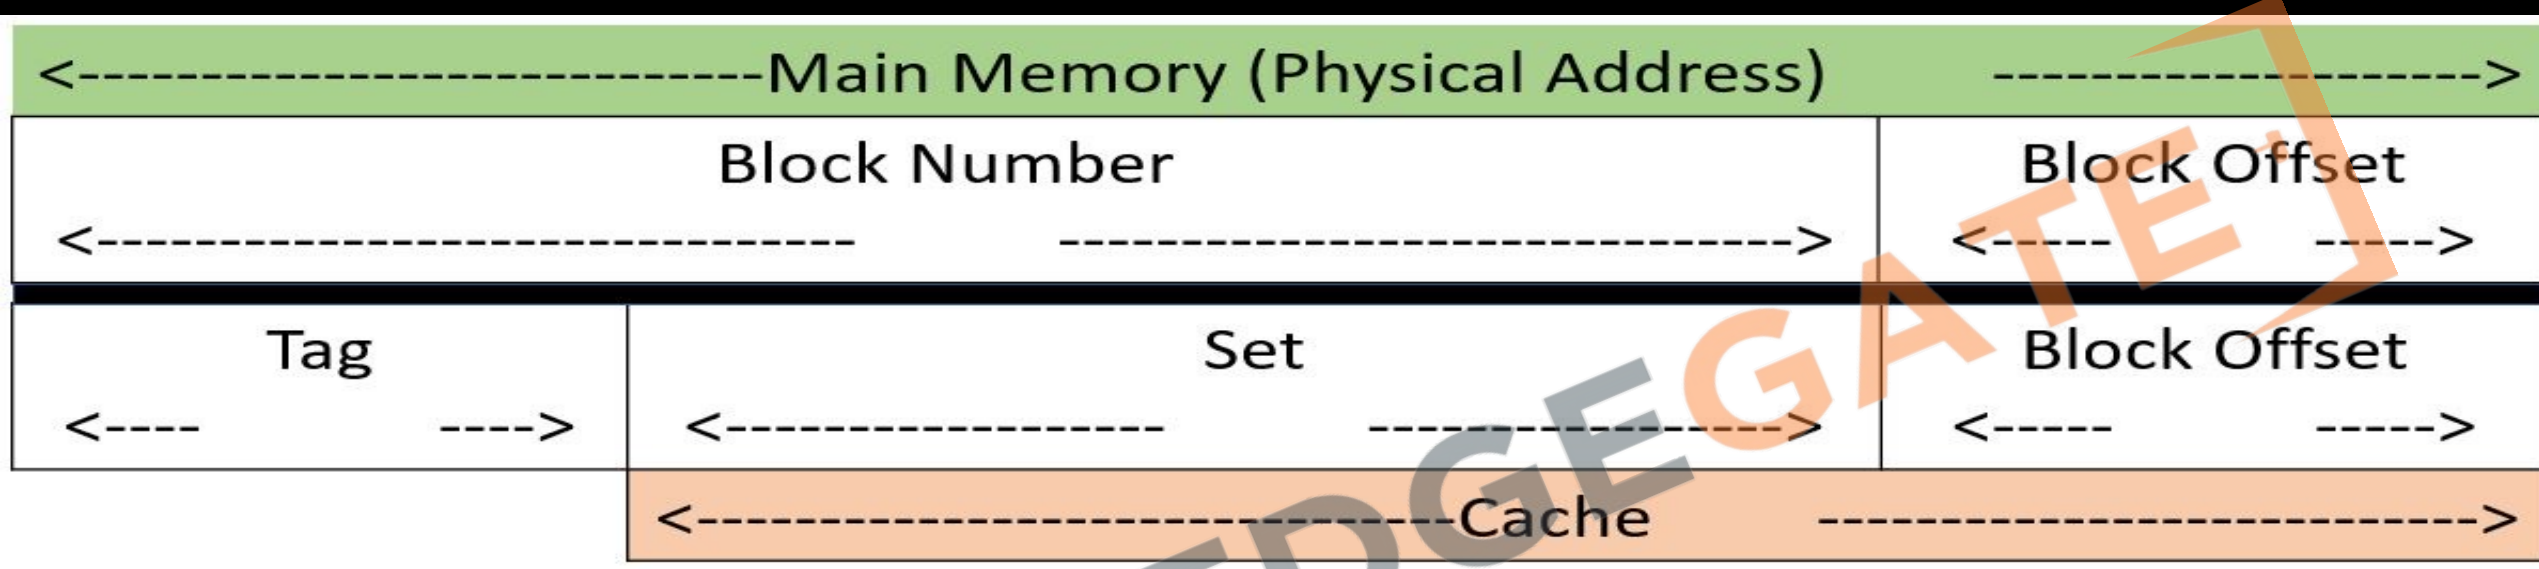 <----------------------------Main Memory (Physical Address) -------------------->
Block Number Block Offset
<------------------------------- ------------------------------> <----- ----->
Tag Set Block Offset
<---- ----> <------------------ -----------------> <----- ----->
<-------------------------------Cache --------------------------->
EDGEGATE